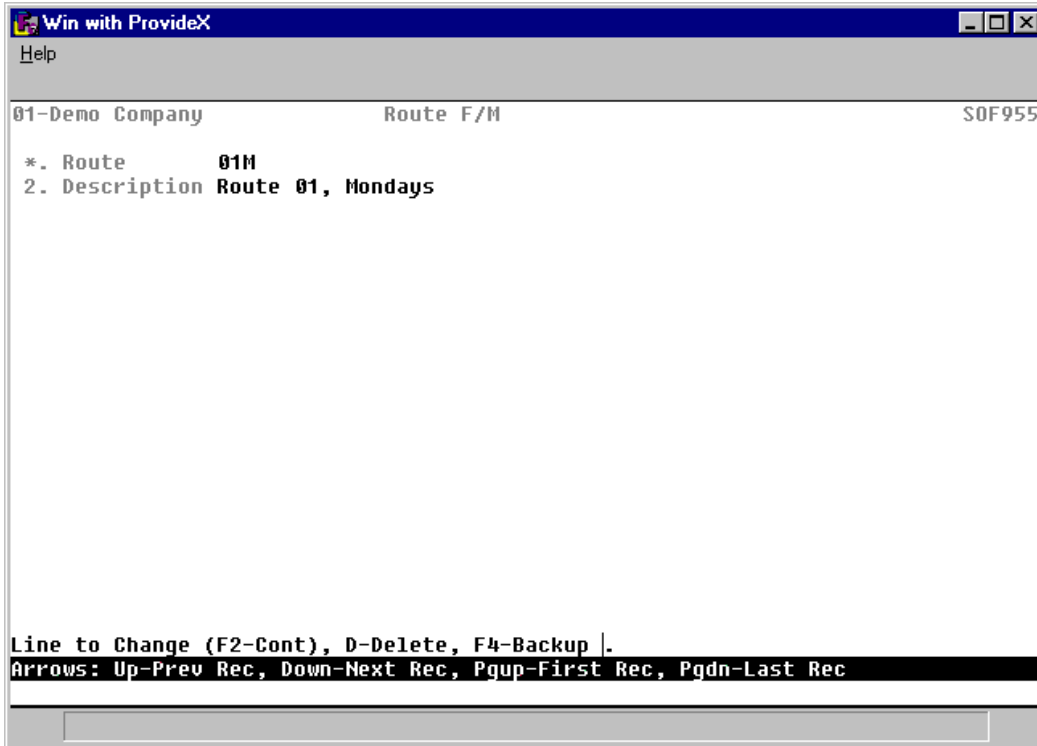 Win with ProvideX
Help
01-Demo Company Route F/M SOF955
*. Route 01M
2. Description Route 01, Mondays
Line to Change (F2-Cont), D-Delete, F4-Backup .
Arrows: Up-Prev Rec, Down-Next Rec, Pgup-First Rec, Pgdn-Last Rec